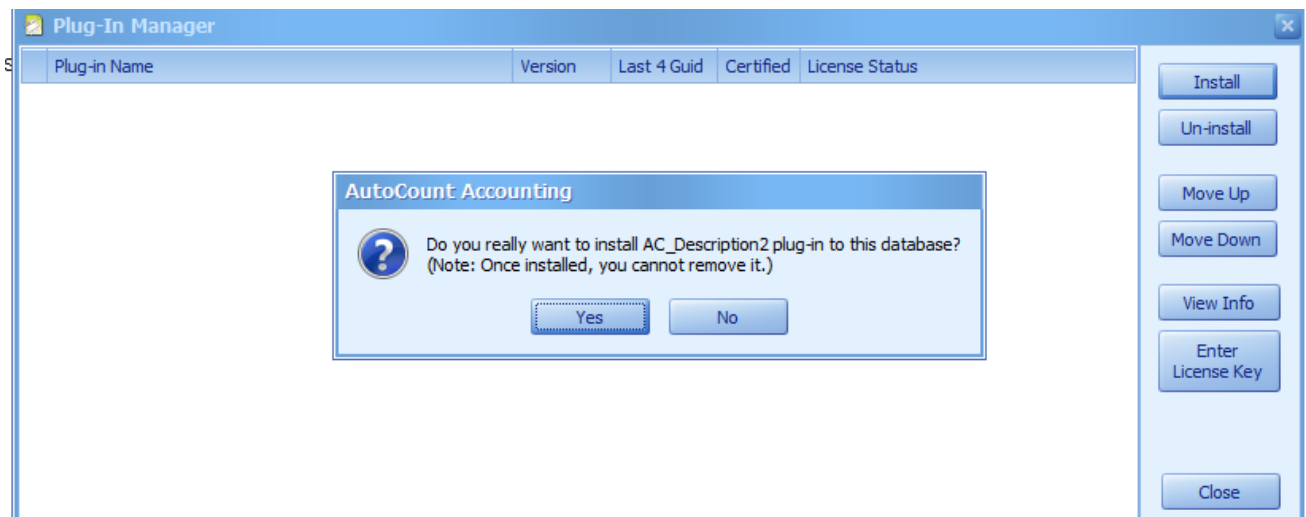 Plug-In Manager
Plug-in Name Version Last 4 Guid Certified License Status
Install
Un-install
AutoCount Accounting
Do you really want to install AC_Description2 plug-in to this database?
(Note: Once installed, you cannot remove it.)
Yes No
Move Up
Move Down
View Info
Enter
License Key
Close